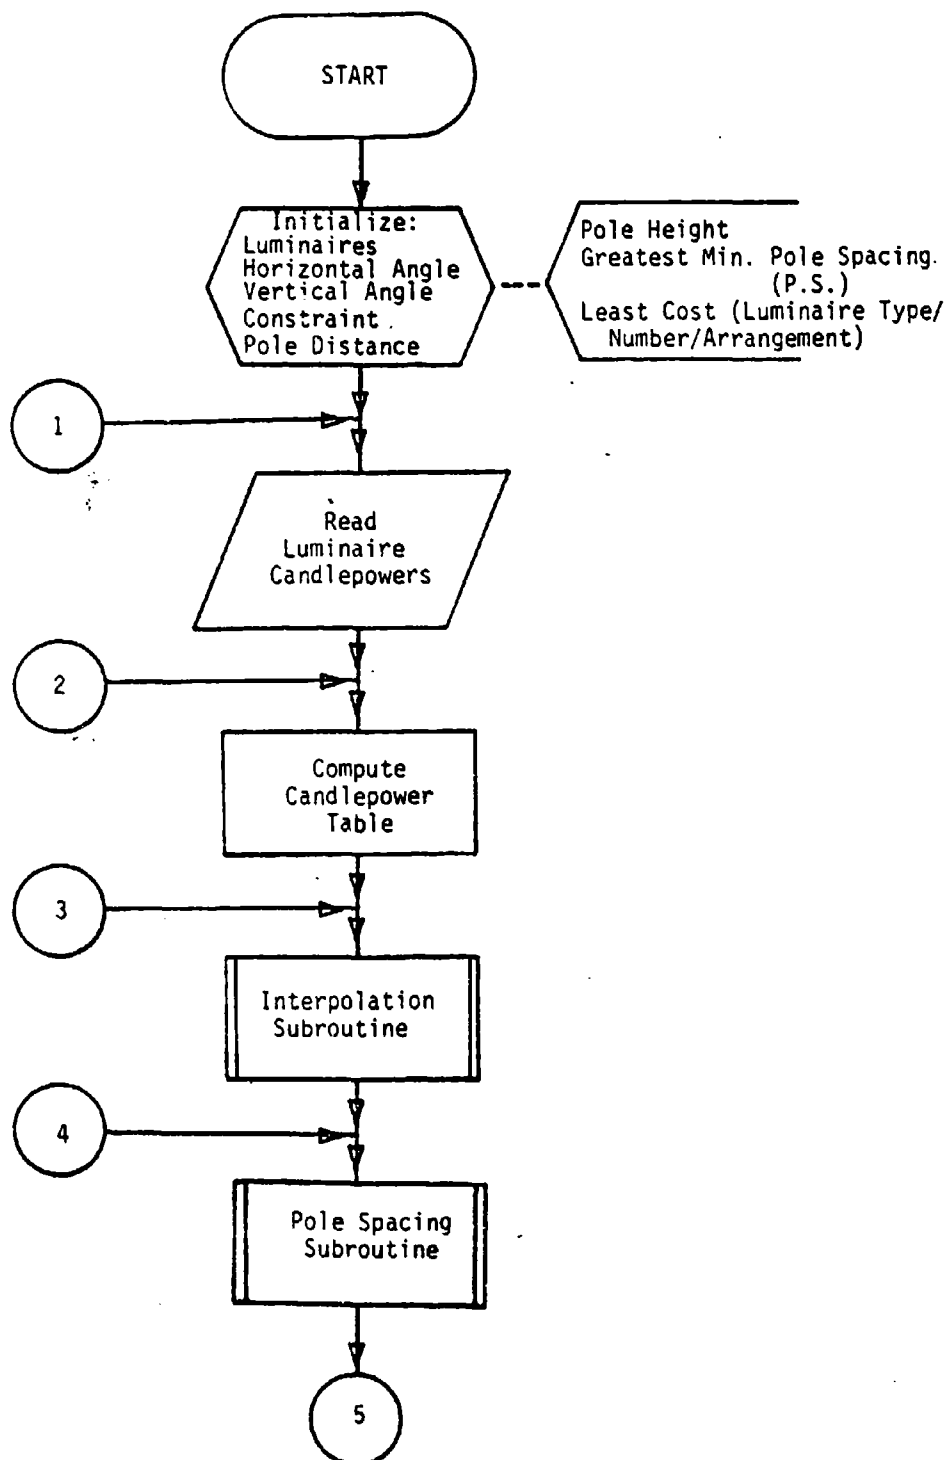 START
Initialize:
Luminaires
Horizontal Angle
Vertical Angle
Constraint
Pole Distance
Pole Height
Greatest Min. Pole Spacing.
(P.S.)
Least Cost (Luminaire Type/
Number/Arrangement)
1
Read
Luminaire
Candlepowers
2
Compute
Candlepower
Table
3
Interpolation
Subroutine
4
Pole Spacing
Subroutine
5